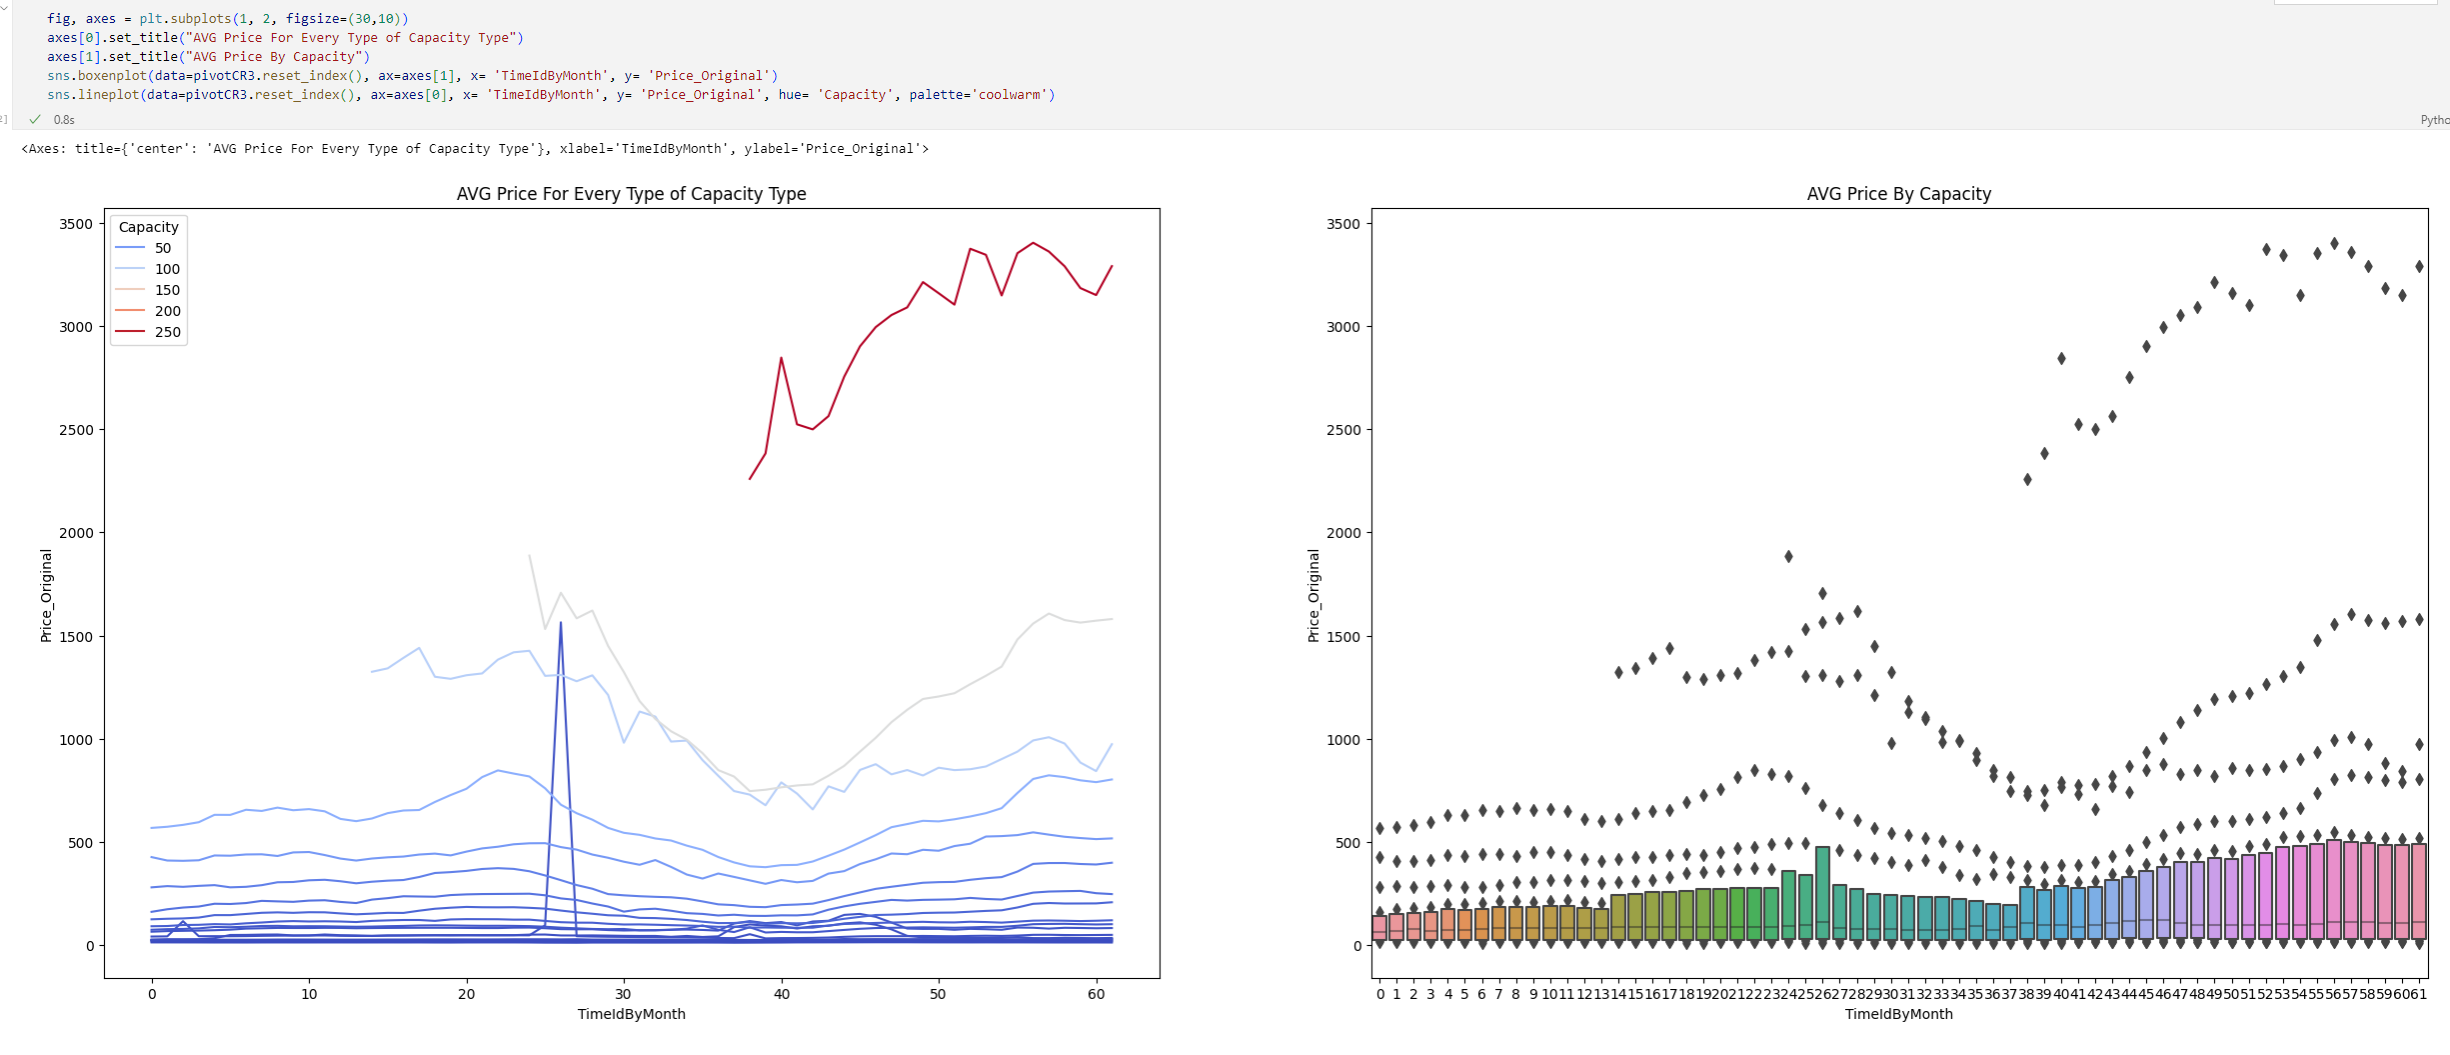 fig, axes = plt.subplots(1, 2, figsize=(30,10))
axes[0].set_title("AVG Price For Every Type of Capacity Type")
axes[1].set_title("AVG Price By Capacity")
sns.boxenplot(data=pivotCR3.reset_index(), ax=axes[1], x= 'TimeIdByMonth', y= 'Price_Original')
sns.lineplot(data=pivotCR3.reset_index(), ax=axes[0], x= 'TimeIdByMonth', y= 'Price_Original', hue= 'Capacity', palette='coolwarm')
0.8s
<Axes: title={'center': 'AVG Price For Every Type of Capacity Type'}, xlabel='TimeIdByMonth', ylabel='Price_Original'>
AVG Price For Every Type of Capacity Type
Capacity
50
100
150
200
250
3500
3000
2500
2000
1500
1000
500
0
Price_Original
0 10 20 30 40 50 60
TimeIdByMonth
AVG Price By Capacity
3500
3000
2500
2000
1500
1000
500
0
Price_Original
0 1 2 3 4 5 6 7 8 9 10 11 12 13 14 15 16 17 18 19 20 21 22 23 24 25 26 27 28 29 30 31 32 33 34 35 36 37 38 39 40 41 42 43 44 45 46 47 48 49 50 51 52 53 54 55 56 57 58 59 60 61
TimeIdByMonth